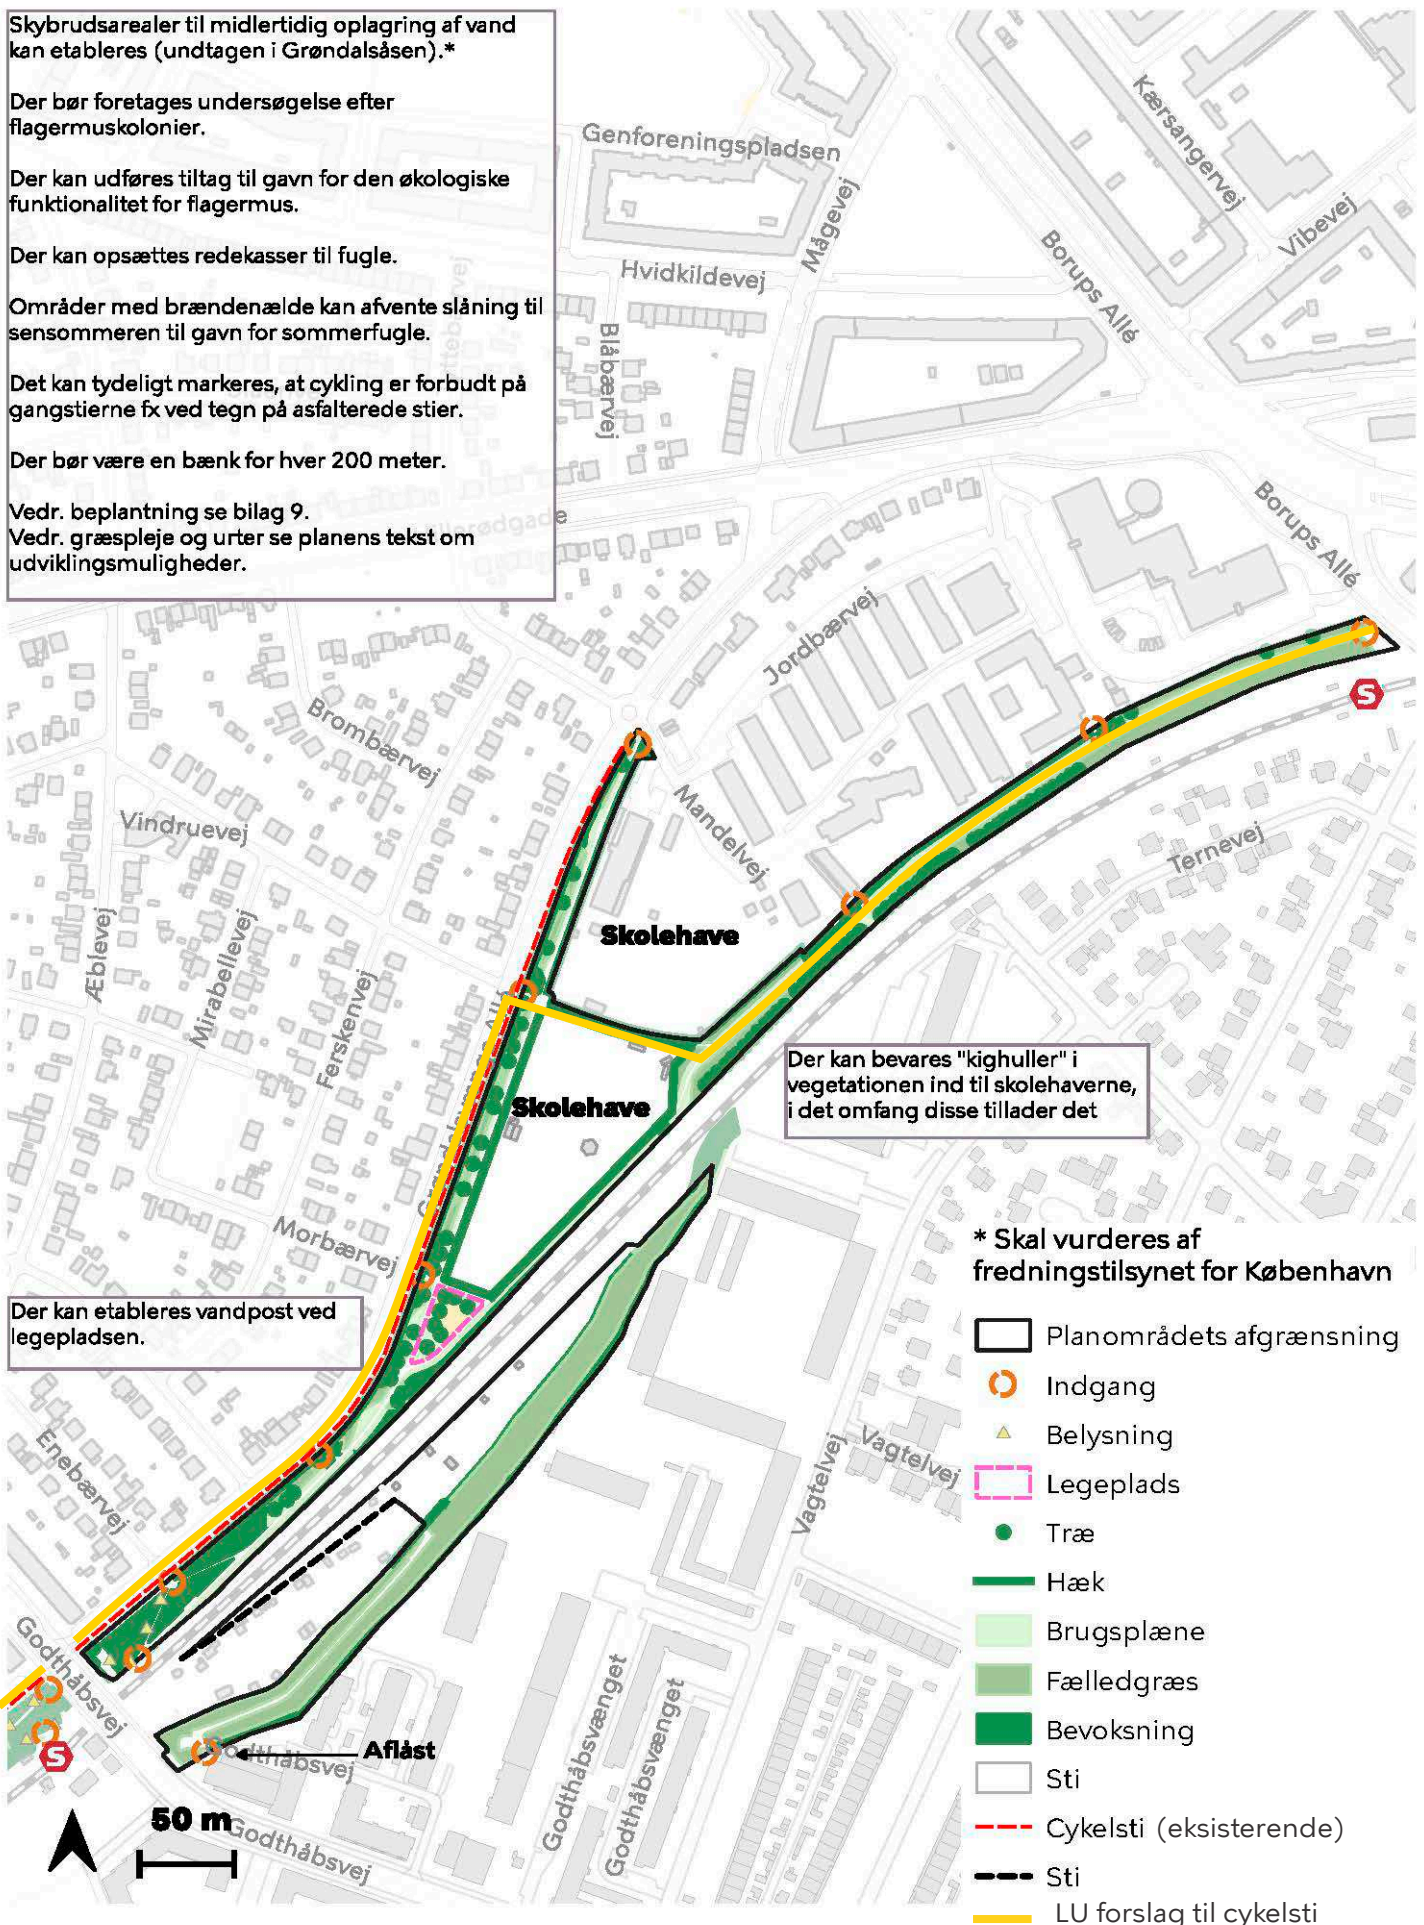 Skybrudsarealer til midlertidig oplagring af vand
kan etableres (undtagen i Grøndalsåsen).*
Der bør foretages undersøgelse efter
flagermuskolonier.
Der kan udføres tiltag til gavn for den økologiske
funktionalitet for flagermus.
Der kan opsættes redekasser til fugle.
Områder med brændenælde kan afvente slåning til
sensommeren til gavn for sommerfugle.
Det kan tydeligt markeres, at cykling er forbudt på
gangstierne fx ved tegn på asfalterede stier.
Der bør være en bænk for hver 200 meter.
Vedr. beplantning se bilag 9.
Vedr. græspleje og urter se planens tekst om
udviklingsmuligheder.
Genforeningspladsen
Kærsangervej
Mågevej
Vibevej
Borups Allé
Hvidkildevej
Blåbærvej
Borups Allé
Jordbærvej
S
Brombærvej
Mandelvej
Vindruevej
Ternevej
Skolehave
Æblevej
Mirabellevej
Ferskenvej
Der kan bevares "kighuller" i
vegetationen ind til skolehaverne,
i det omfang disse tillader det
Skolehave
Morbærvej
Der kan etableres vandpost ved
legepladsen.
Enebærvej
Vagtelvej
Vagtelvej
Godthåbsvej
S
Godthåbsvej
Aflåst
Godthåbsvænget
Godthåbsvænget
50 m
Godthåbsvej
* Skal vurderes af
fredningstilsynet for København
Planområdets afgrænsning
Indgang
Belysning
Legeplads
Træ
Hæk
Brugsplæne
Fælledgræs
Bevoksning
Sti
Cykelsti (eksisterende)
Sti
LU forslag til cykelsti